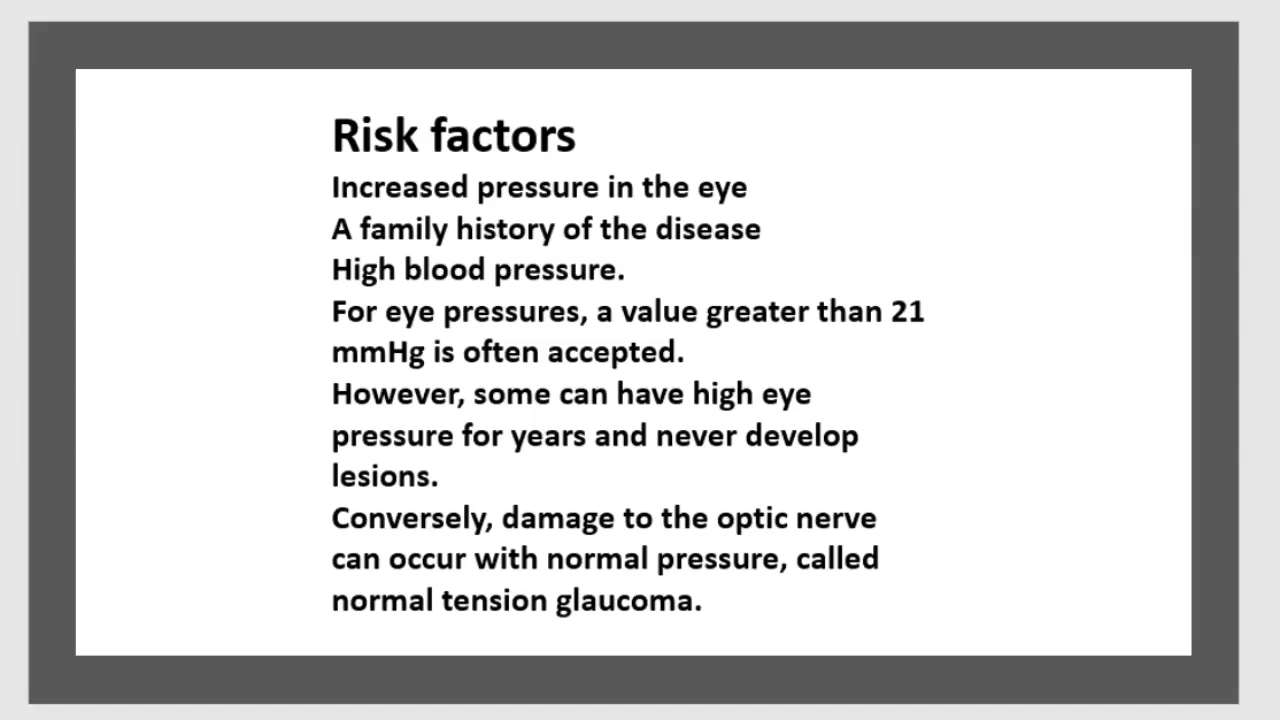 Risk factors
Increased pressure in the eye
A family history of the disease
High blood pressure.
For eye pressures, a value greater than 21
mmHg is often accepted.
However, some can have high eye
pressure for years and never develop
lesions.
Conversely, damage to the optic nerve
can occur with normal pressure, called
normal tension glaucoma.